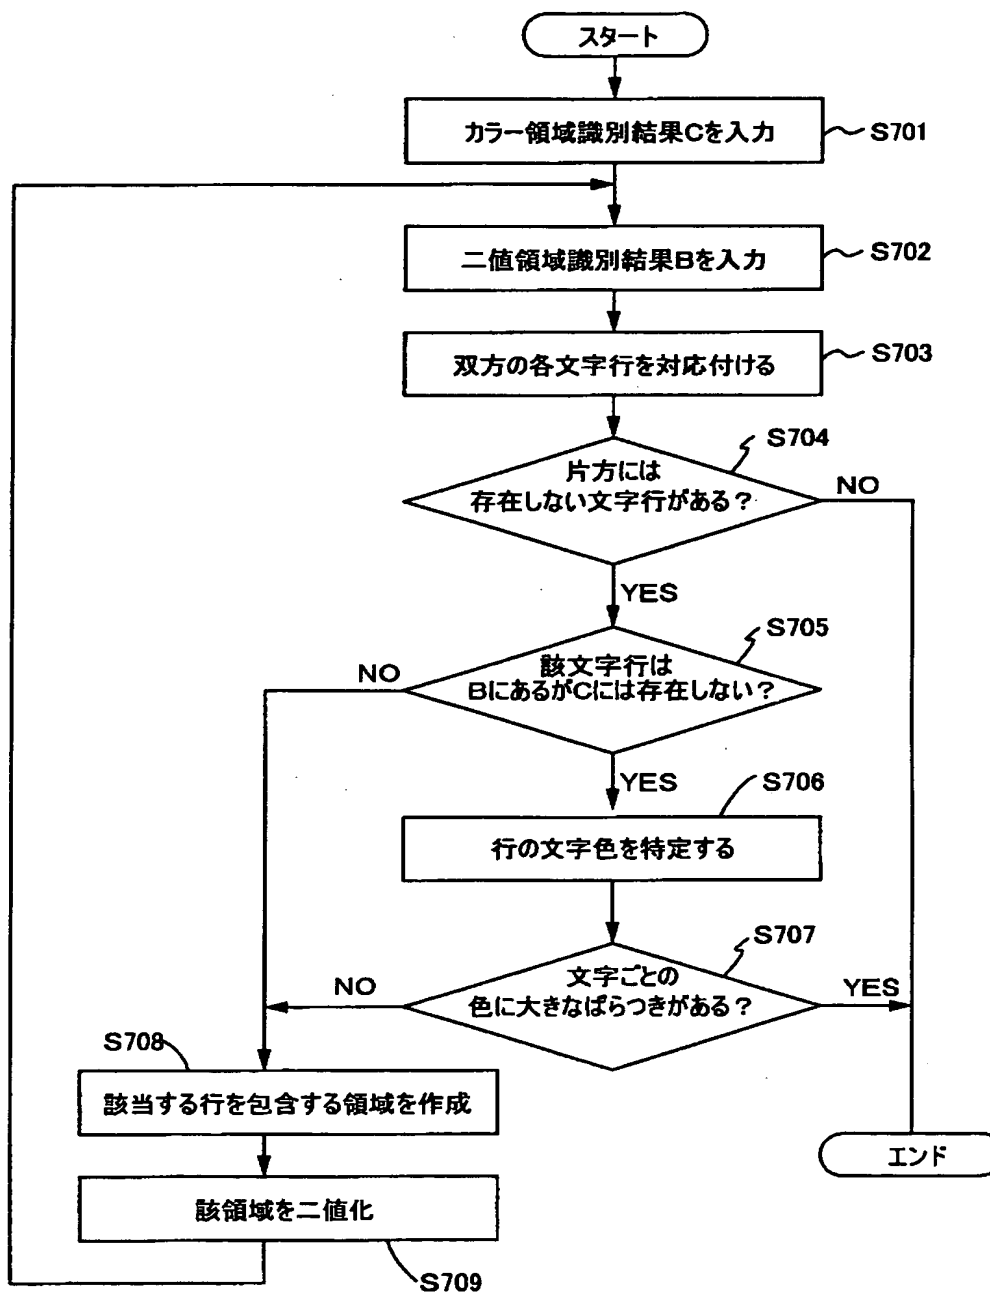 スタート
カラー領域識別結果Cを入力
S701
二値領域識別結果Bを入力
S702
双方の各文字行を対応付ける
S703
S704
片方には
存在しない文字行がある?
NO
YES
S705
該文字行は
BにあるがCには存在しない?
NO
YES
S706
行の文字色を特定する
S707
文字ごとの
色に大きなばらつきがある?
NO
YES
S708
該当する行を包含する領域を作成
エンド
該領域を二値化
S709